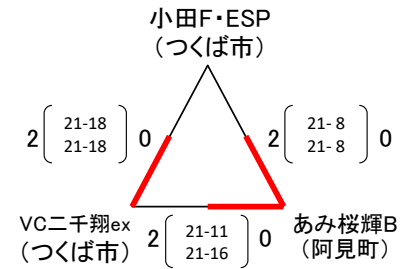 小田F・ESP
（つくば市）
2 21-18 0
21-18
2 21- 8 0
21- 8
VC二千翔ex
（つくば市）
2 21-11 0
21-16
あみ桜輝B
（阿見町）